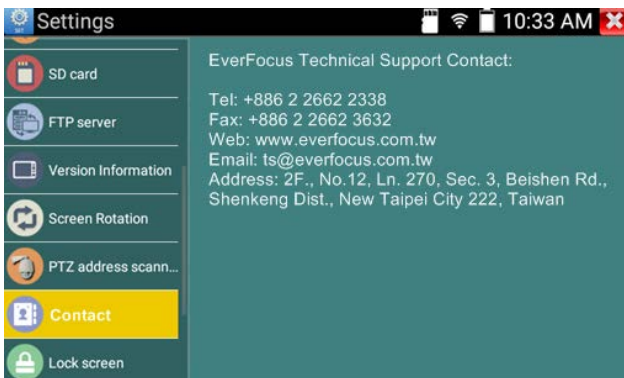 SET
Settings
10:33 AM
SD card
FTP server
Version Information
Screen Rotation
PTZ address scann...
Contact
Lock screen
EverFocus Technical Support Contact:
Tel: +886 2 2662 2338
Fax: +886 2 2662 3632
Web: www.everfocus.com.tw
Email: ts@everfocus.com.tw
Address: 2F., No.12, Ln. 270, Sec. 3, Beishen Rd.,
Shenkeng Dist., New Taipei City 222, Taiwan